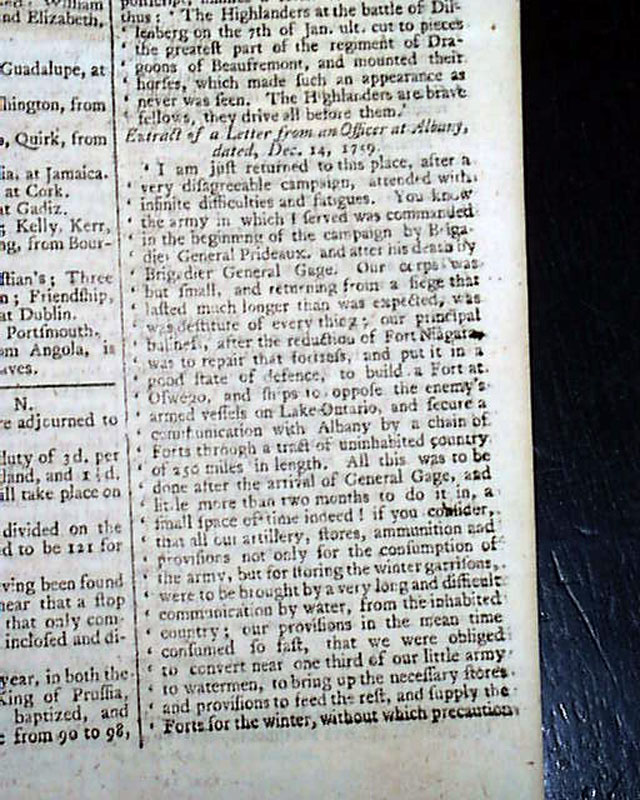 William
nd Elizabeth,
Guadalupe, at
hington, from
, Quirk, from
ia. at Jamaica.
at Cork.
at Gadiz.
; Kelly, Kerr,
ng, from Bour-
stian's; Three
n; Friendship,
at Dublin.
Portsmouth.
om Angola, is
aves.
N.
re adjourned to
duty of 3d. per
land, and 1½d.
ill take place on
divided on the
ed to be 121 for
ving been found
near that a stop
that only com-
inclosed and di-
year, in both the
King of Prussia,
baptized, and
e from 90 to 98,
thus: ' The Highlanders at the battle of Dil-
' lenberg on the 7th of Jan. ult. cut to pieces
' the greatest part of the regiment of Dra-
' goons of Beaufremont, and mounted their
' horses, which made such an appearance as
' never was seen. The Highlanders are brave
' fellows, they drive all before them.'
Extract of a Letter from an Officer at Albany,
dated, Dec. 14, 1759.
' I am just returned to this place, after a
' very disagreeable campaign, attended with
' infinite difficulties and fatigues. You know
' the army in which I served was commanded
' in the beginning of the campaign by Briga-
' dier General Prideaux, and after his death by
' Brigadier General Gage. Our corps was
' but small, and returning from a siege that
' lasted much longer than was expected, was
' was destitute of every thing; our principal
' business, after the reduction of Fort Niagara,
' was to repair that fortress, and put it in a
' good state of defence, to build a Fort at
' Oswego, and ships to oppose the enemy's
' armed vessels on Lake Ontario, and secure a
' communication with Albany by a chain of
' Forts through a tract of uninhabited country
' of 250 miles in length. All this was to be
' done after the arrival of General Gage, and
' little more than two months to do it in, a
' small space of time indeed! if you consider,
' that all our artillery, stores, ammunition and
' provisions not only for the consumption of
' the army, but for storing the winter garrisons,
' were to be brought by a very long and difficult
' communication by water, from the inhabited
' country; our provisions in the mean time
' consumed so fast, that we were obliged
' to convert near one third of our little army
' to watermen, to bring up the necessary stores
' and provisions to feed the rest, and supply the
' Forts for the winter, without which precaution